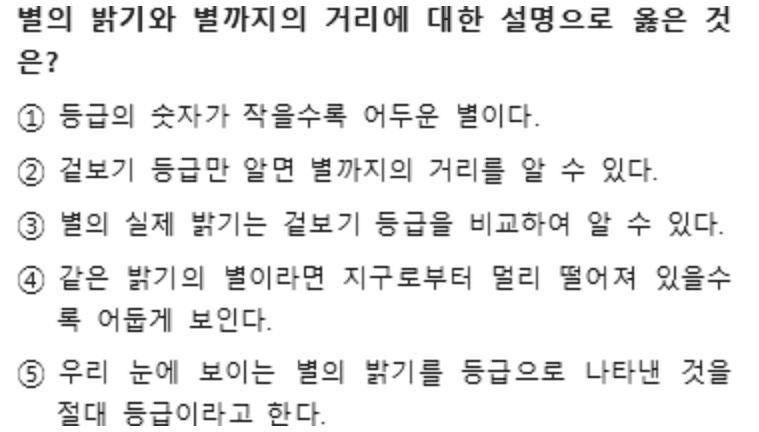 별의 밝기와 별까지의 거리에 대한 설명으로 옳은 것
은?
① 등급의 숫자가 작을수록 어두운 별이다.
② 겉보기 등급만 알면 별까지의 거리를 알 수 있다.
③ 별의 실제 밝기는 겉보기 등급을 비교하여 알 수 있다.
④ 같은 밝기의 별이라면 지구로부터 멀리 떨어져 있을수
록 어둡게 보인다.
⑤ 우리 눈에 보이는 별의 밝기를 등급으로 나타낸 것을
절대 등급이라고 한다.